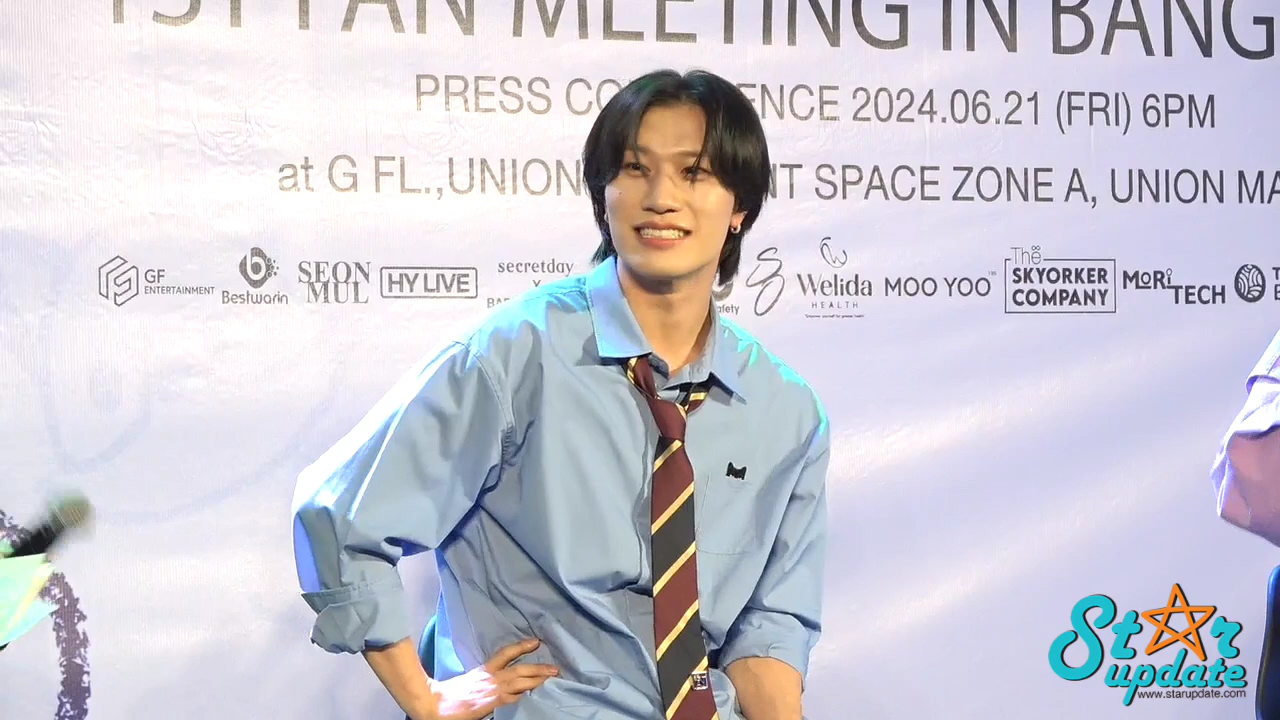 1ST FAN MEETING IN BANG
PRESS CO ENCE 2024.06.21 (FRI) 6PM
at G FL.,UNION NT SPACE ZONE A, UNION MA
GF ENTERTAINMENT
Bestwarin
SEON MUL
HY LIVE
secretday
x
afety
Welida
HEALTH
MOO YOO
The SKYORKER COMPANY
MORi TECH
Star update
www.starupdate.com